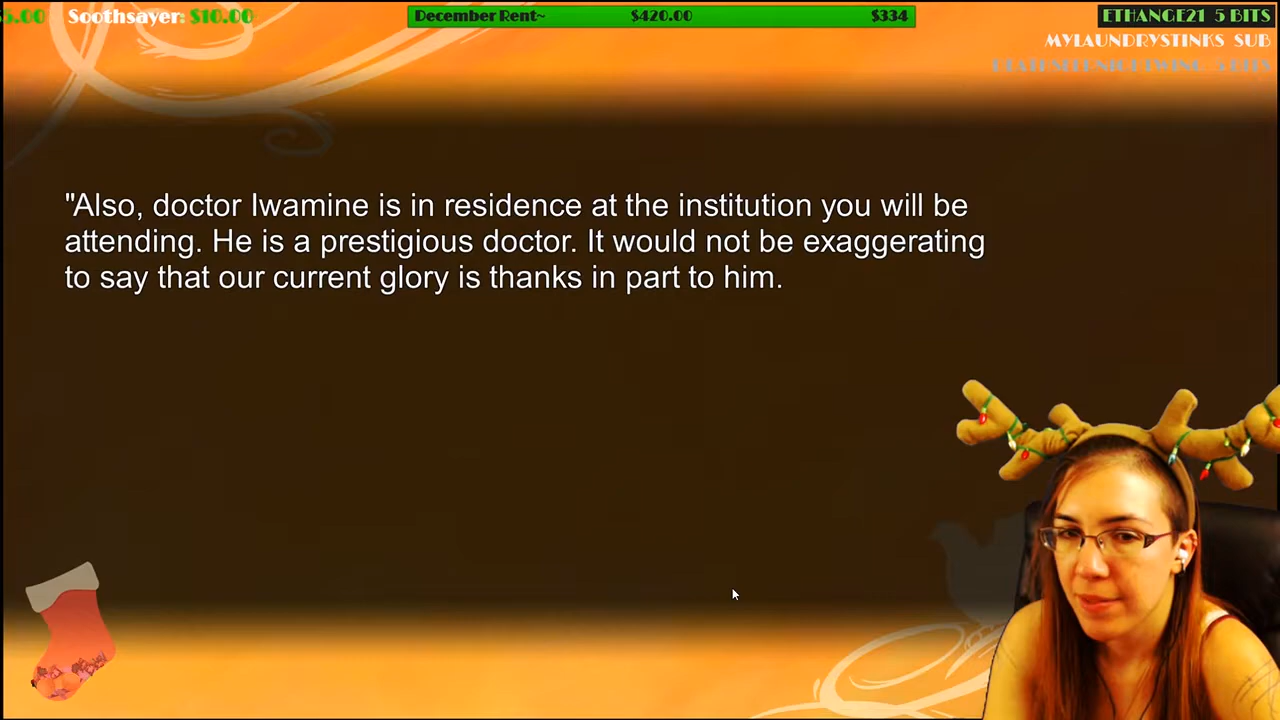 5.00 Soothsayer: $10.00
December Rent~ $420.00 $334
ETHANGE21 5 BITS
MYLAUNDRYSTINKS SUB
"Also, doctor Iwamine is in residence at the institution you will be
attending. He is a prestigious doctor. It would not be exaggerating
to say that our current glory is thanks in part to him.